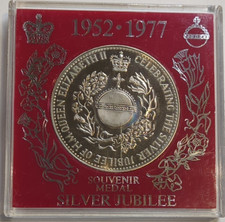 1952 · 1977
CELEBRATING THE SILVER JUBILEE OF H.M. QUEEN ELIZABETH II
SOUVENIR
MEDAL
SILVER JUBILEE